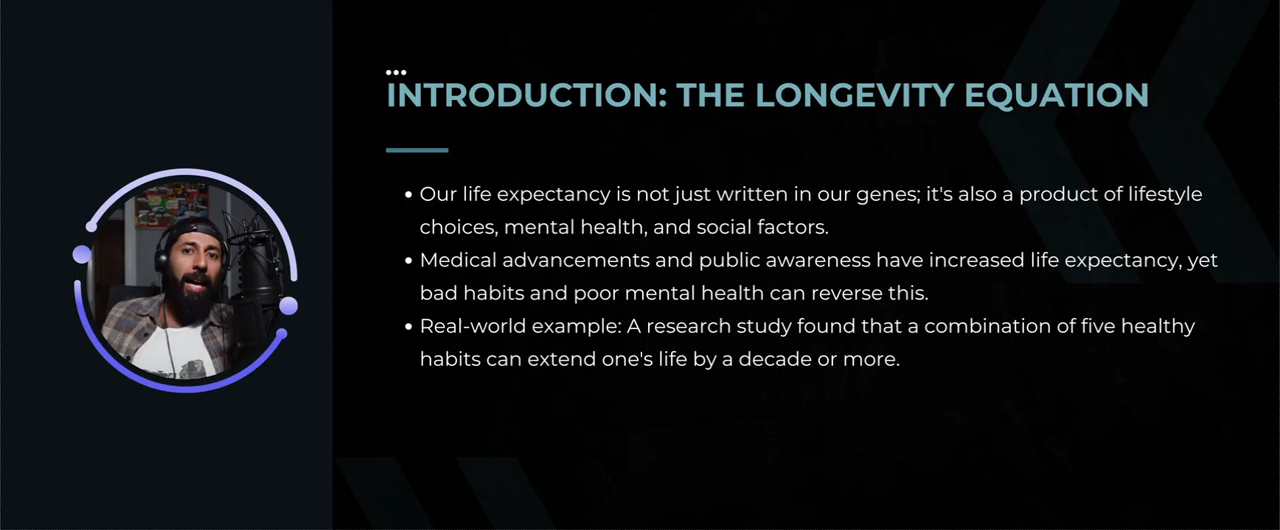 INTRODUCTION: THE LONGEVITY EQUATION
• Our life expectancy is not just written in our genes; it's also a product of lifestyle
choices, mental health, and social factors.
• Medical advancements and public awareness have increased life expectancy, yet
bad habits and poor mental health can reverse this.
• Real-world example: A research study found that a combination of five healthy
habits can extend one's life by a decade or more.